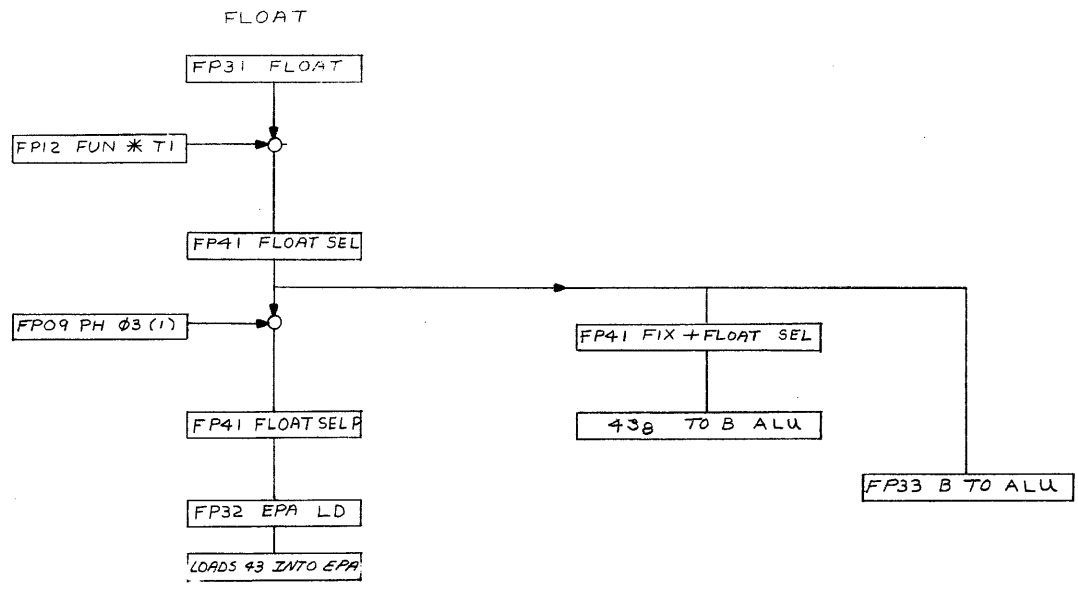 FLOAT
FP31 FLOAT
FP12 FUN * T1
FP41 FLOAT SEL
FP09 PH Ø3 (1)
FP41 FIX + FLOAT SEL
FP41 FLOAT SEL P
43₈ TO B ALU
FP33 B TO ALU
FP32 EPA LD
LOADS 43 INTO EPA